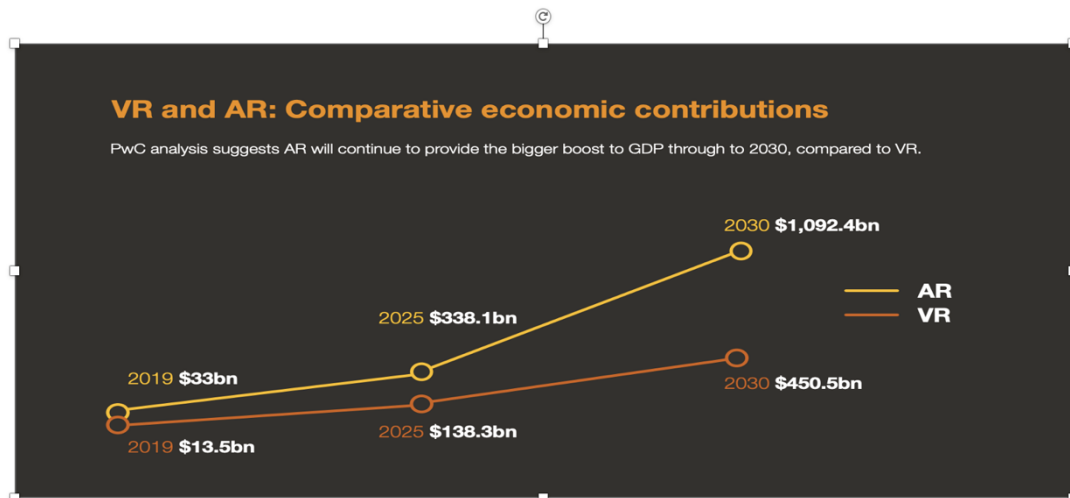 VR and AR: Comparative economic contributions
PwC analysis suggests AR will continue to provide the bigger boost to GDP through to 2030, compared to VR.
2030 $1,092.4bn
AR
VR
2025 $338.1bn
2019 $33bn
2030 $450.5bn
2025 $138.3bn
2019 $13.5bn